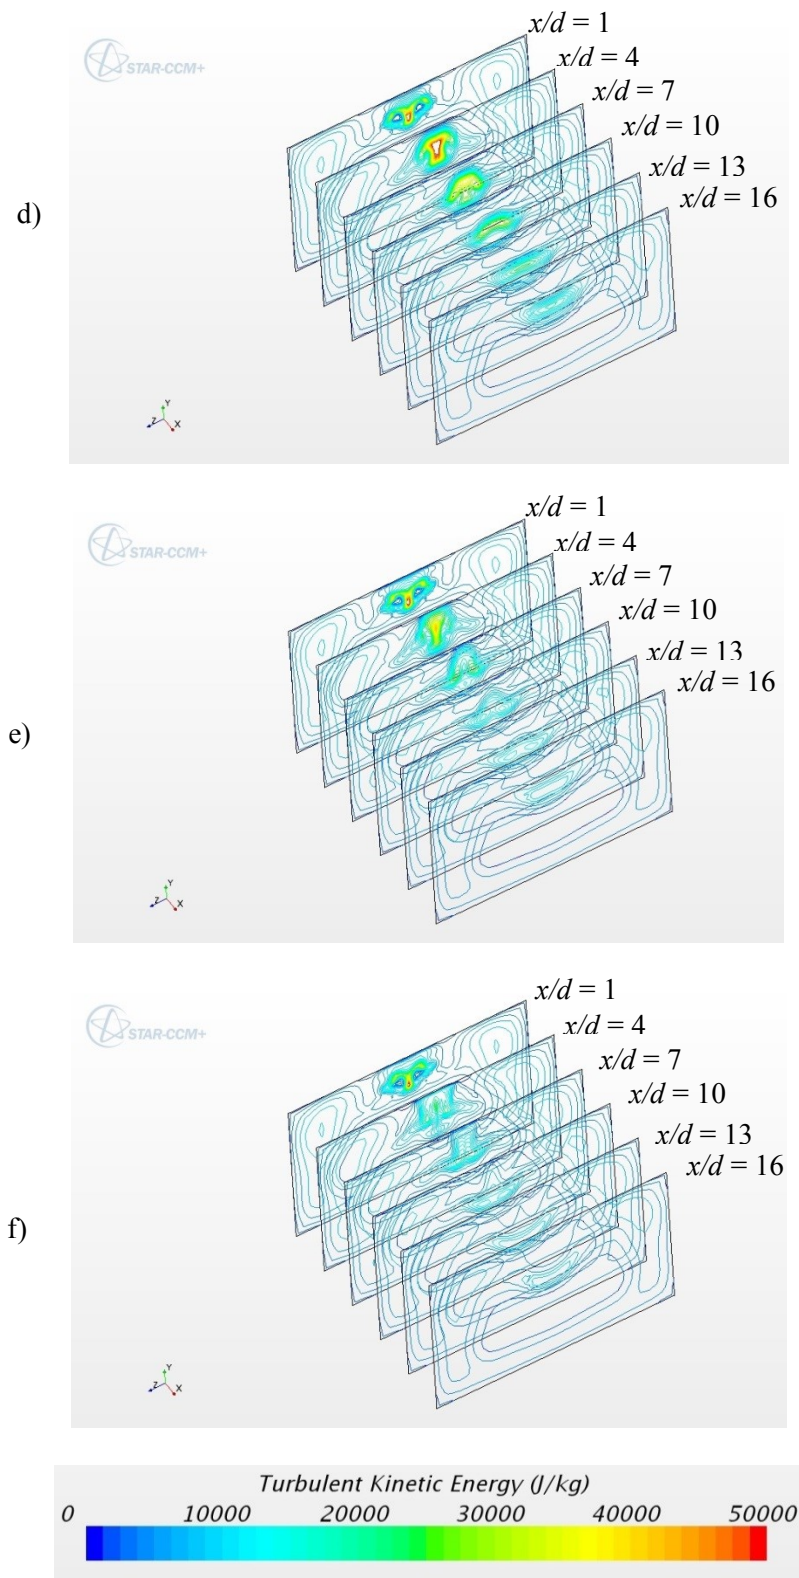 x/d = 1
x/d = 4
x/d = 7
x/d = 10
x/d = 13
x/d = 16
STAR-CCM+
d)
Y
Z
X
x/d = 1
x/d = 4
x/d = 7
x/d = 10
x/d = 13
x/d = 16
STAR-CCM+
e)
Y
Z
X
x/d = 1
x/d = 4
x/d = 7
x/d = 10
x/d = 13
x/d = 16
STAR-CCM+
f)
Y
Z
X
Turbulent Kinetic Energy (J/kg)
0 10000 20000 30000 40000 50000